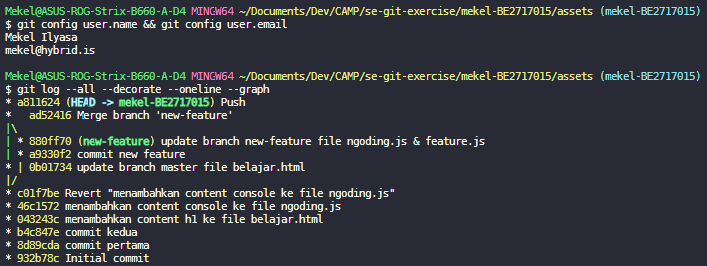 Mekel@ASUS-ROG-Strix-B660-A-D4 MINGW64 ~/Documents/Dev/CAMP/se-git-exercise/mekel-BE2717015/assets (mekel-BE2717015)
$ git config user.name && git config user.email
Mekel Ilyasa
mekel@hybrid.is

Mekel@ASUS-ROG-Strix-B660-A-D4 MINGW64 ~/Documents/Dev/CAMP/se-git-exercise/mekel-BE2717015/assets (mekel-BE2717015)
$ git log --all --decorate --oneline --graph
* a811624 (HEAD -> mekel-BE2717015) Push
*   ad52416 Merge branch 'new-feature'
|\
| * 880ff70 (new-feature) update branch new-feature file ngoding.js & feature.js
| * a9330f2 commit new feature
* | 0b01734 update branch master file belajar.html
|/
* c01f7be Revert "menambahkan content console ke file ngoding.js"
* 46c1572 menambahkan content console ke file ngoding.js
* 043243c menambahkan content h1 ke file belajar.html
* b4c847e commit kedua
* 8d89cda commit pertama
* 932b78c Initial commit